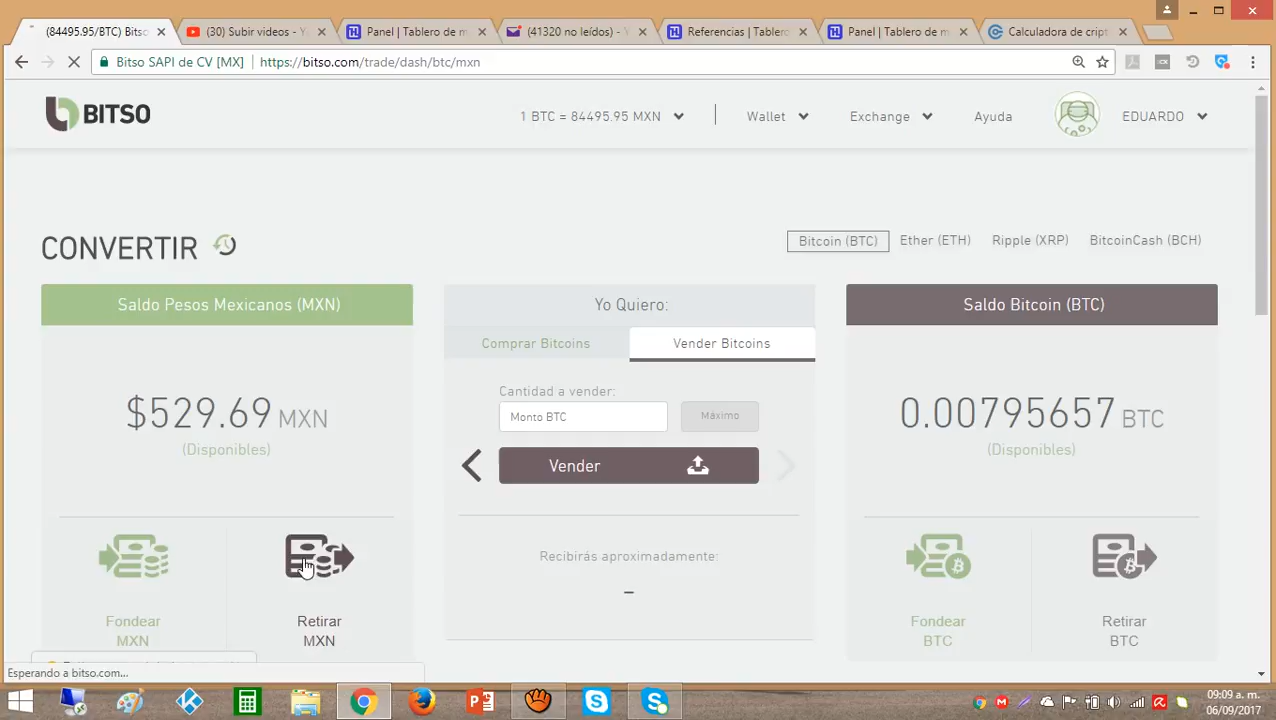 (84495.95/BTC) Bitso
(30) Subir videos - Y
Panel | Tablero de m
(41320 no leídos) - Y
Referencias | Tablero
Panel | Tablero de m
Calculadora de cript
Bitso SAPI de CV [MX]
https://bitso.com/trade/dash/btc/mxn
BITSO
1 BTC = 84495.95 MXN
Wallet
Exchange
Ayuda
EDUARDO
CONVERTIR
Bitcoin (BTC)
Ether (ETH)
Ripple (XRP)
BitcoinCash (BCH)
Saldo Pesos Mexicanos (MXN)
Yo Quiero:
Saldo Bitcoin (BTC)
Comprar Bitcoins
Vender Bitcoins
Cantidad a vender:
Monto BTC
Máximo
$529.69 MXN
(Disponibles)
0.00795657 BTC
(Disponibles)
Vender
Recibirás aproximadamente:
–
Fondear
MXN
Retirar
MXN
Fondear
BTC
Retirar
BTC
Esperando a bitso.com...
09:09 a. m.
06/09/2017